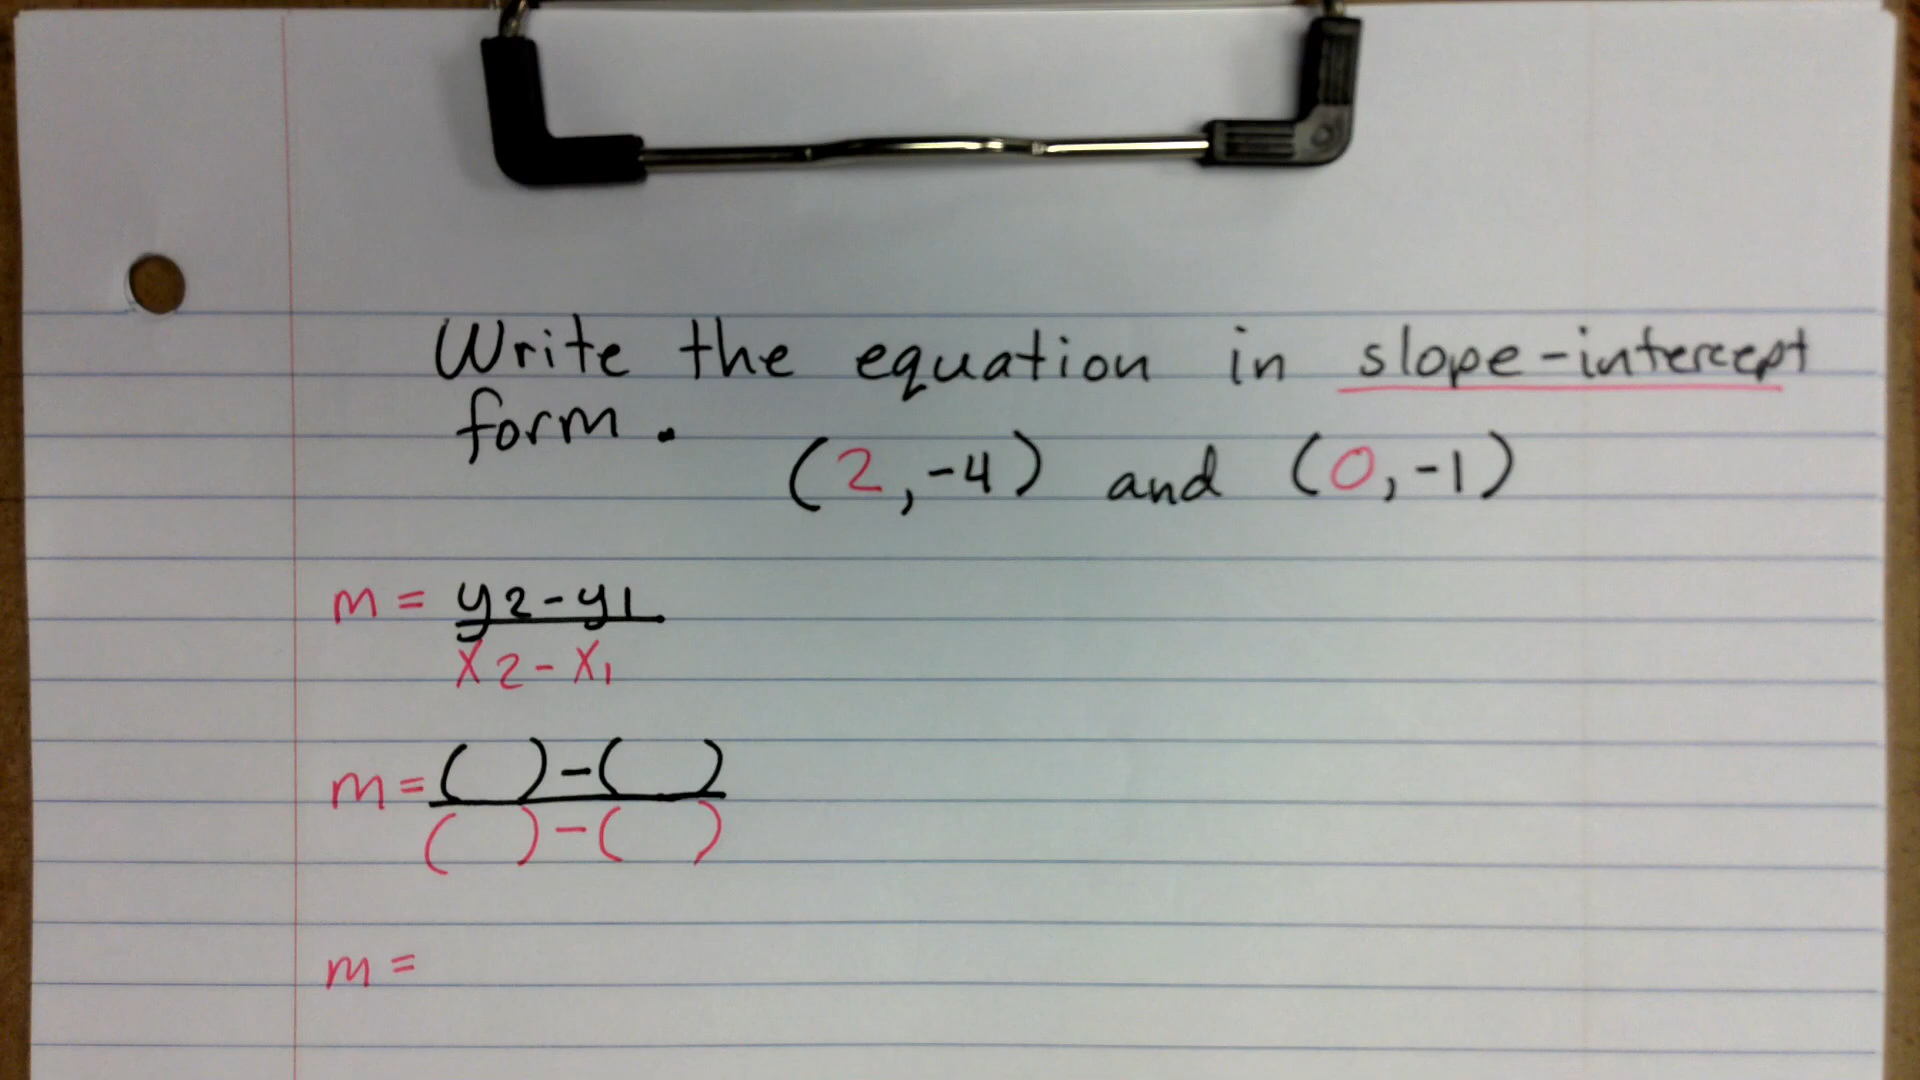 Write the equation in slope-intercept
form.
(2,-4) and (0,-1)
m = y2-y1
x2-x1
m=( )-( )
( )-( )
m =